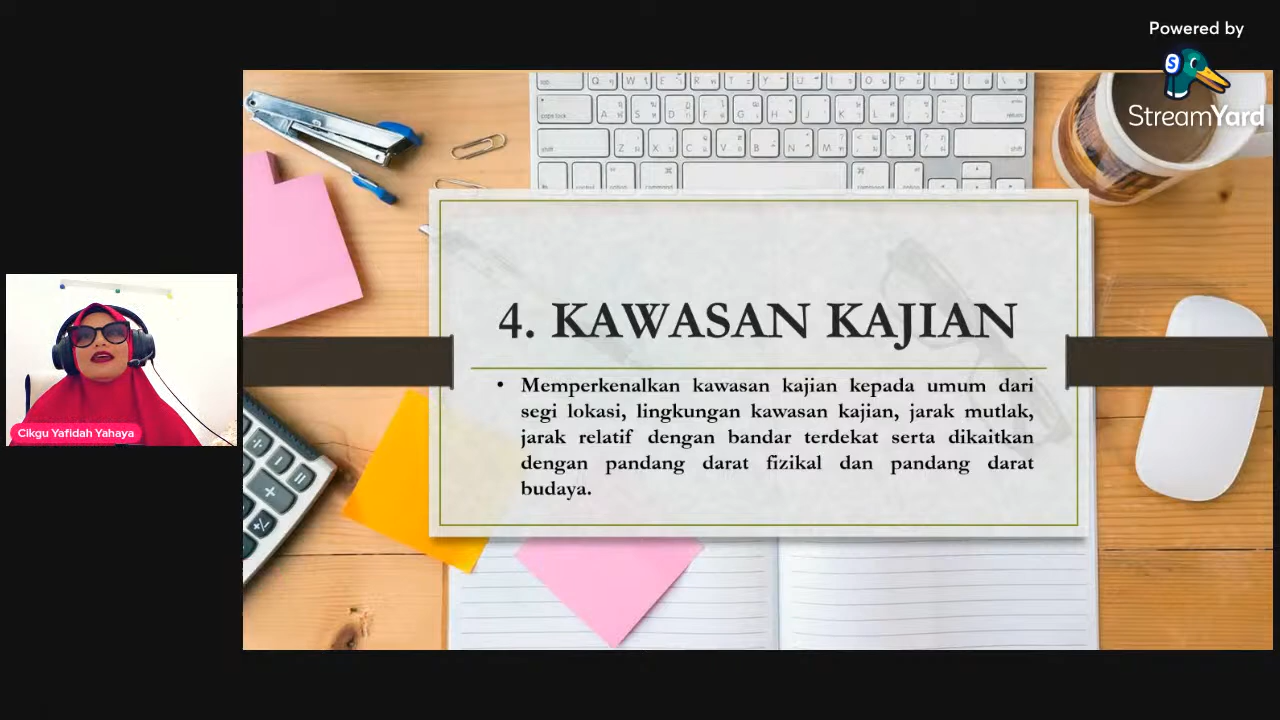 Powered by
StreamYard
4. KAWASAN KAJIAN
• Memperkenalkan kawasan kajian kepada umum dari
segi lokasi, lingkungan kawasan kajian, jarak mutlak,
jarak relatif dengan bandar terdekat serta dikaitkan
dengan pandang darat fizikal dan pandang darat
budaya.
Cikgu Yafidah Yahaya